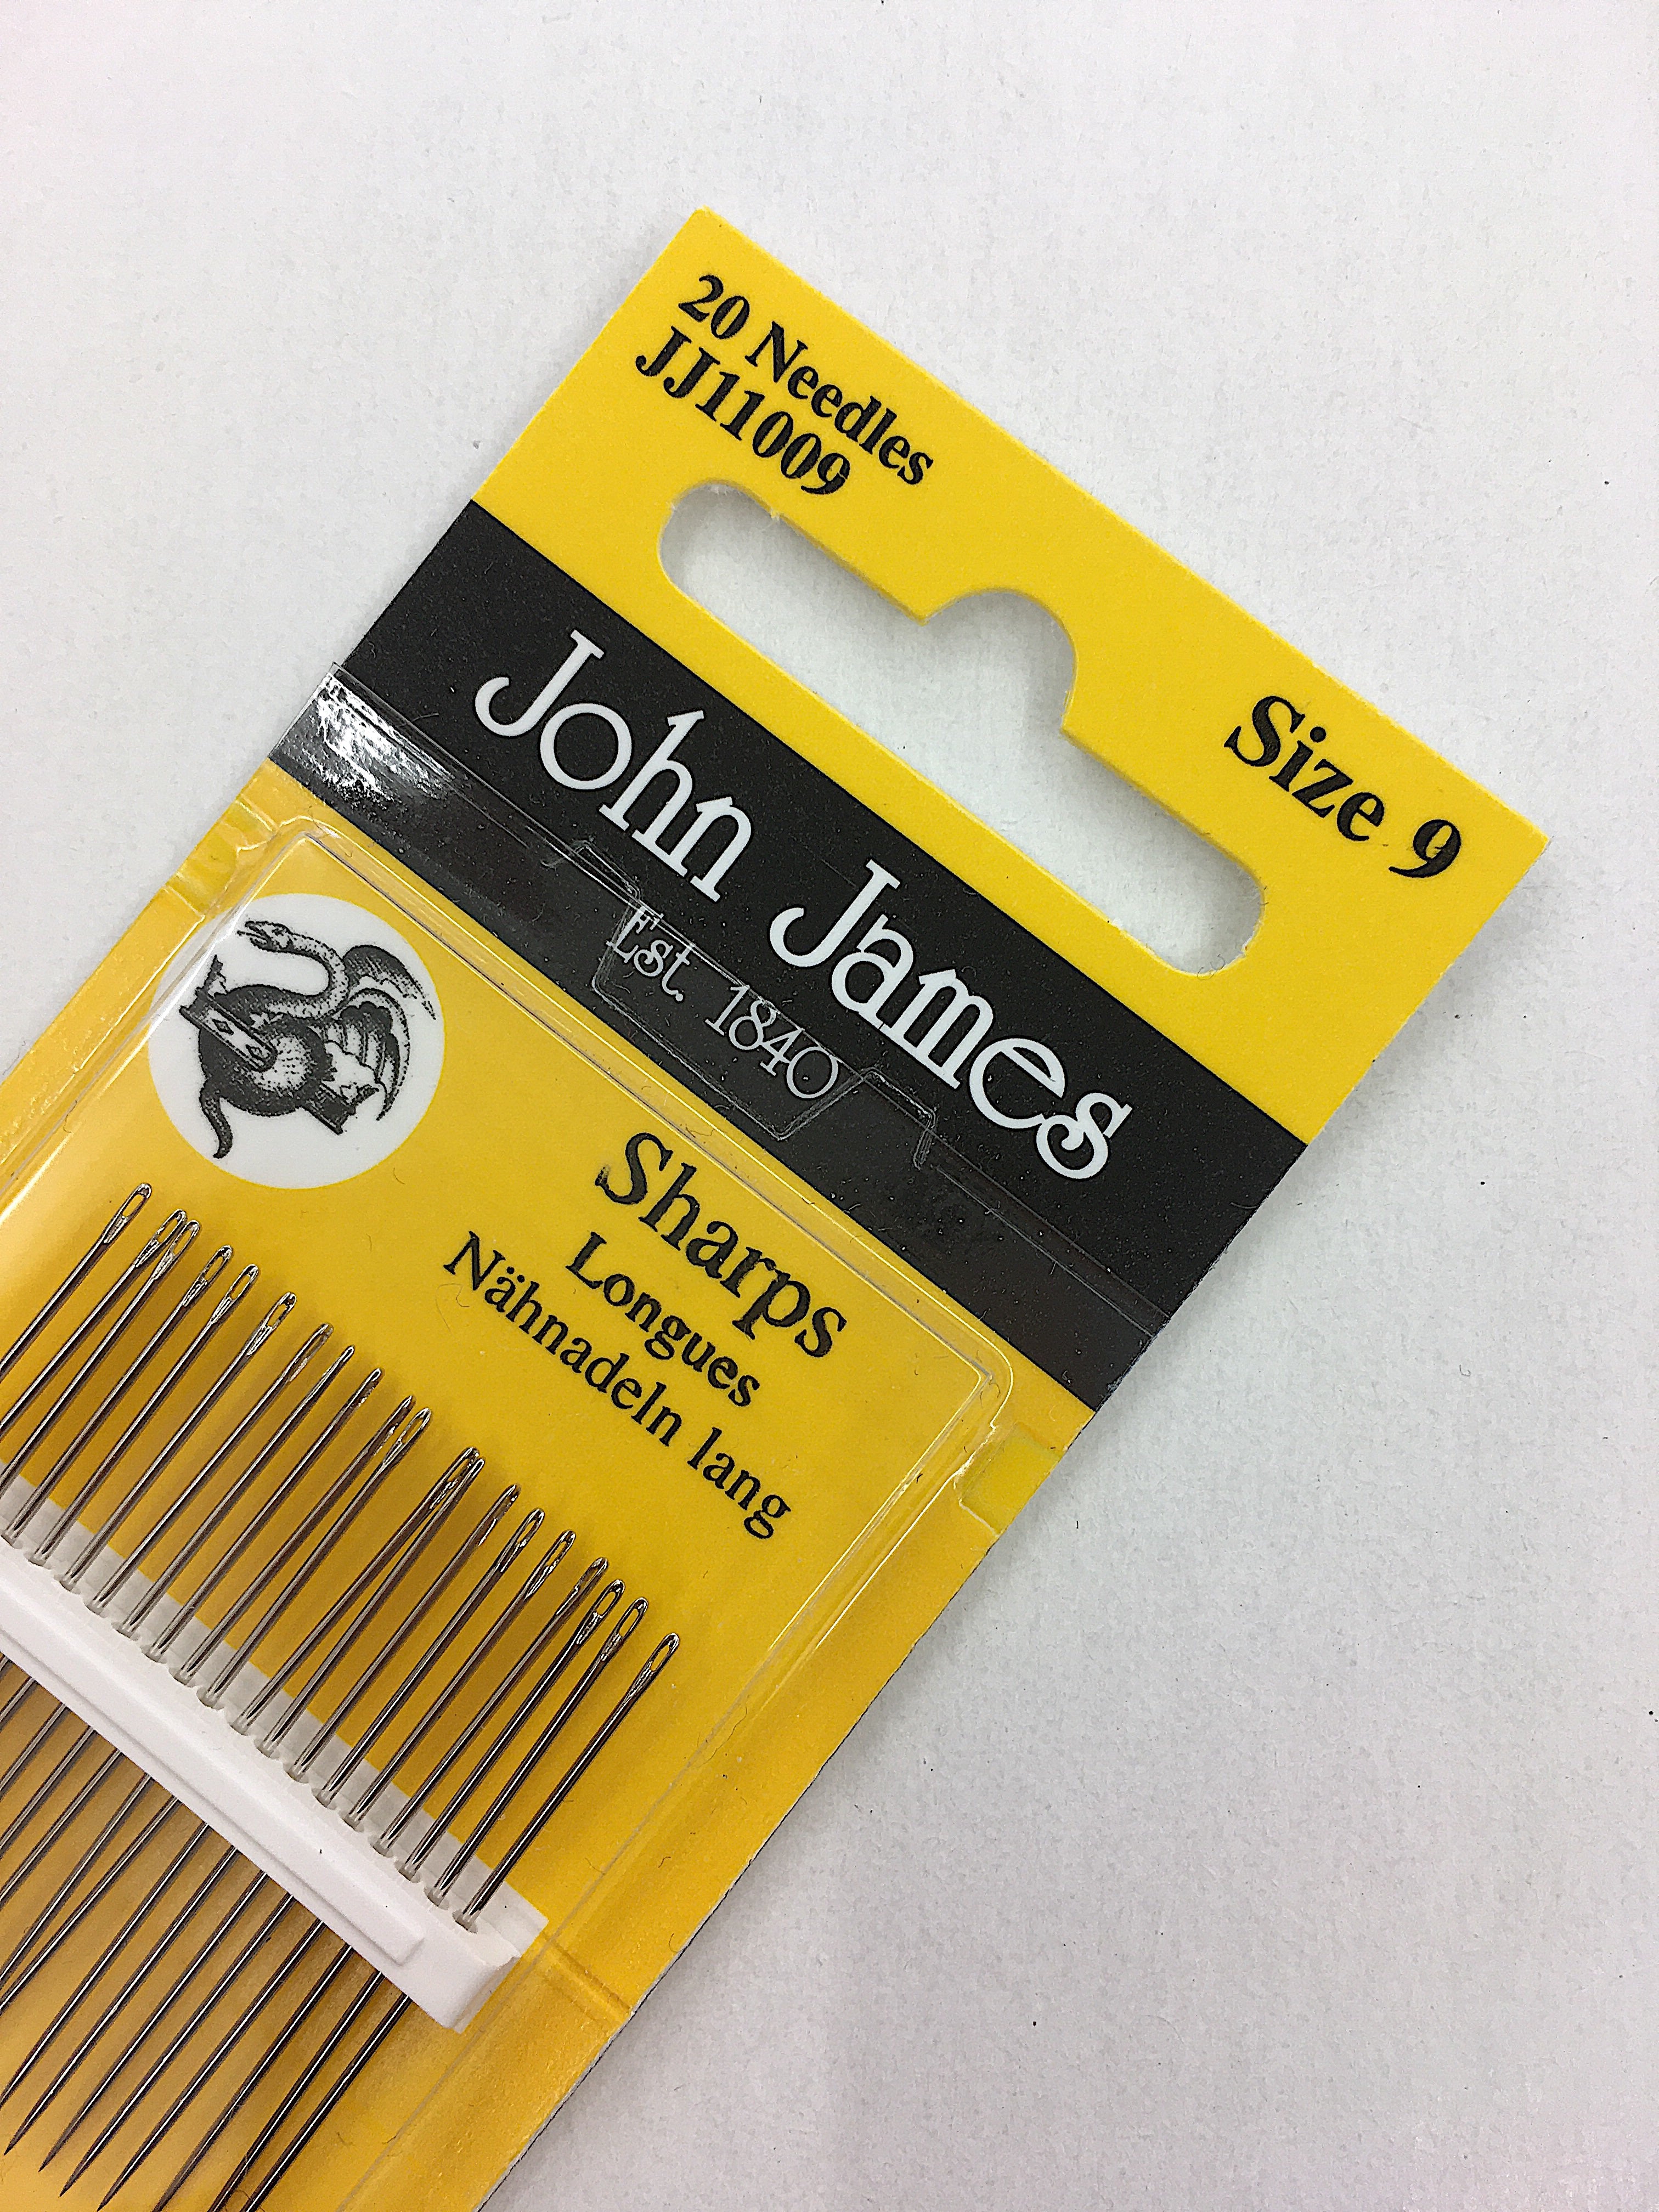 20 Needles
JJ11009
Size 9
John James
Est. 1840
Sharps
Longues
Nähnadeln lang